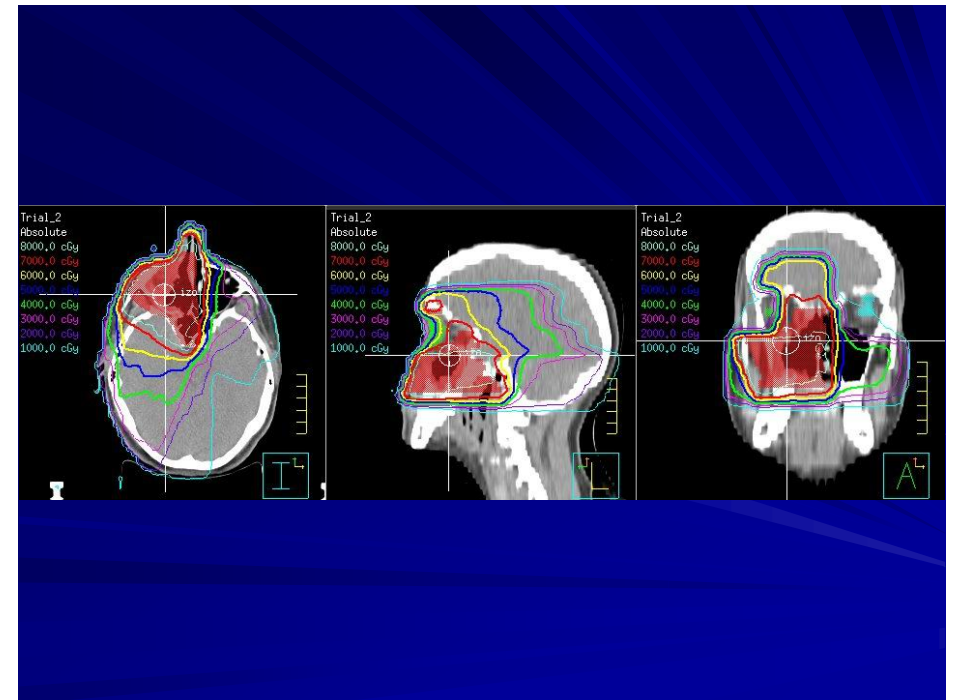 Trial_2
Absolute
8000.0 cGy
7000.0 cGy
6000.0 cGy
5000.0 cGy
4000.0 cGy
3000.0 cGy
2000.0 cGy
1000.0 cGy
izo
I
Trial_2
Absolute
8000.0 cGy
7000.0 cGy
6000.0 cGy
5000.0 cGy
4000.0 cGy
3000.0 cGy
2000.0 cGy
1000.0 cGy
L
Trial_2
Absolute
8000.0 cGy
7000.0 cGy
6000.0 cGy
5000.0 cGy
4000.0 cGy
3000.0 cGy
2000.0 cGy
1000.0 cGy
izo
A